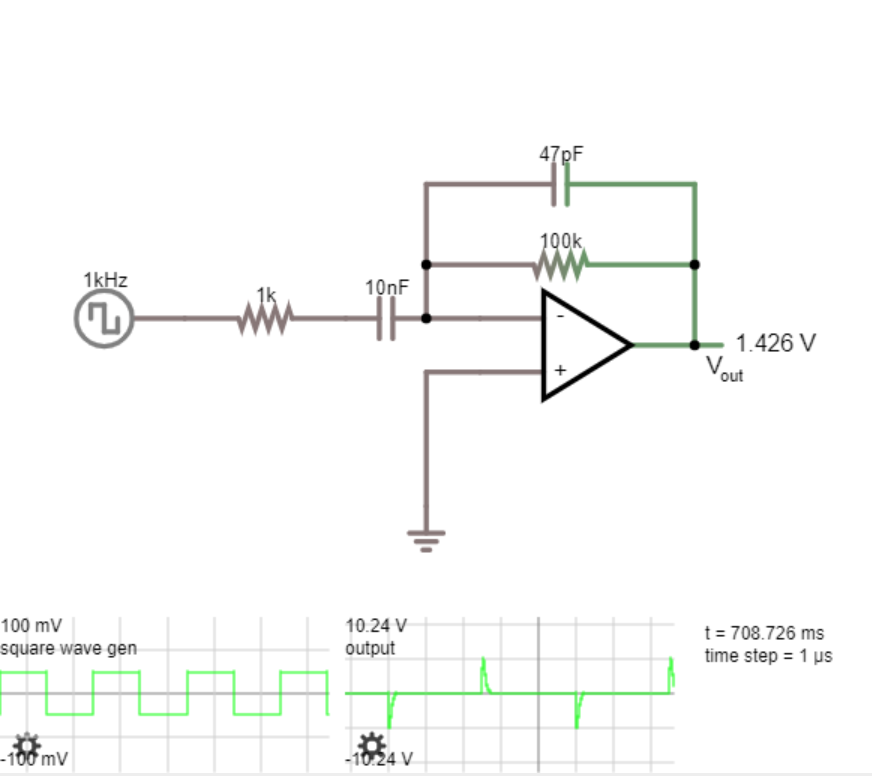 47pF
100k
1kHz
1k
10nF
-
+
1.426 V
Vout
100 mV
square wave gen
-100 mV
10.24 V
output
-10.24 V
t = 708.726 ms
time step = 1 µs